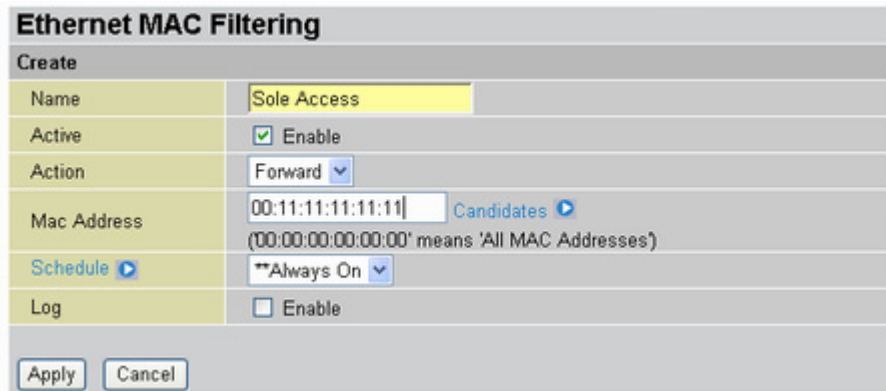 Ethernet MAC Filtering
Create
Name Sole Access
Active Enable
Action Forward
Mac Address 00:11:11:11:11:11 Candidates
('00:00:00:00:00:00' means 'All MAC Addresses')
Schedule **Always On
Log Enable
Apply Cancel